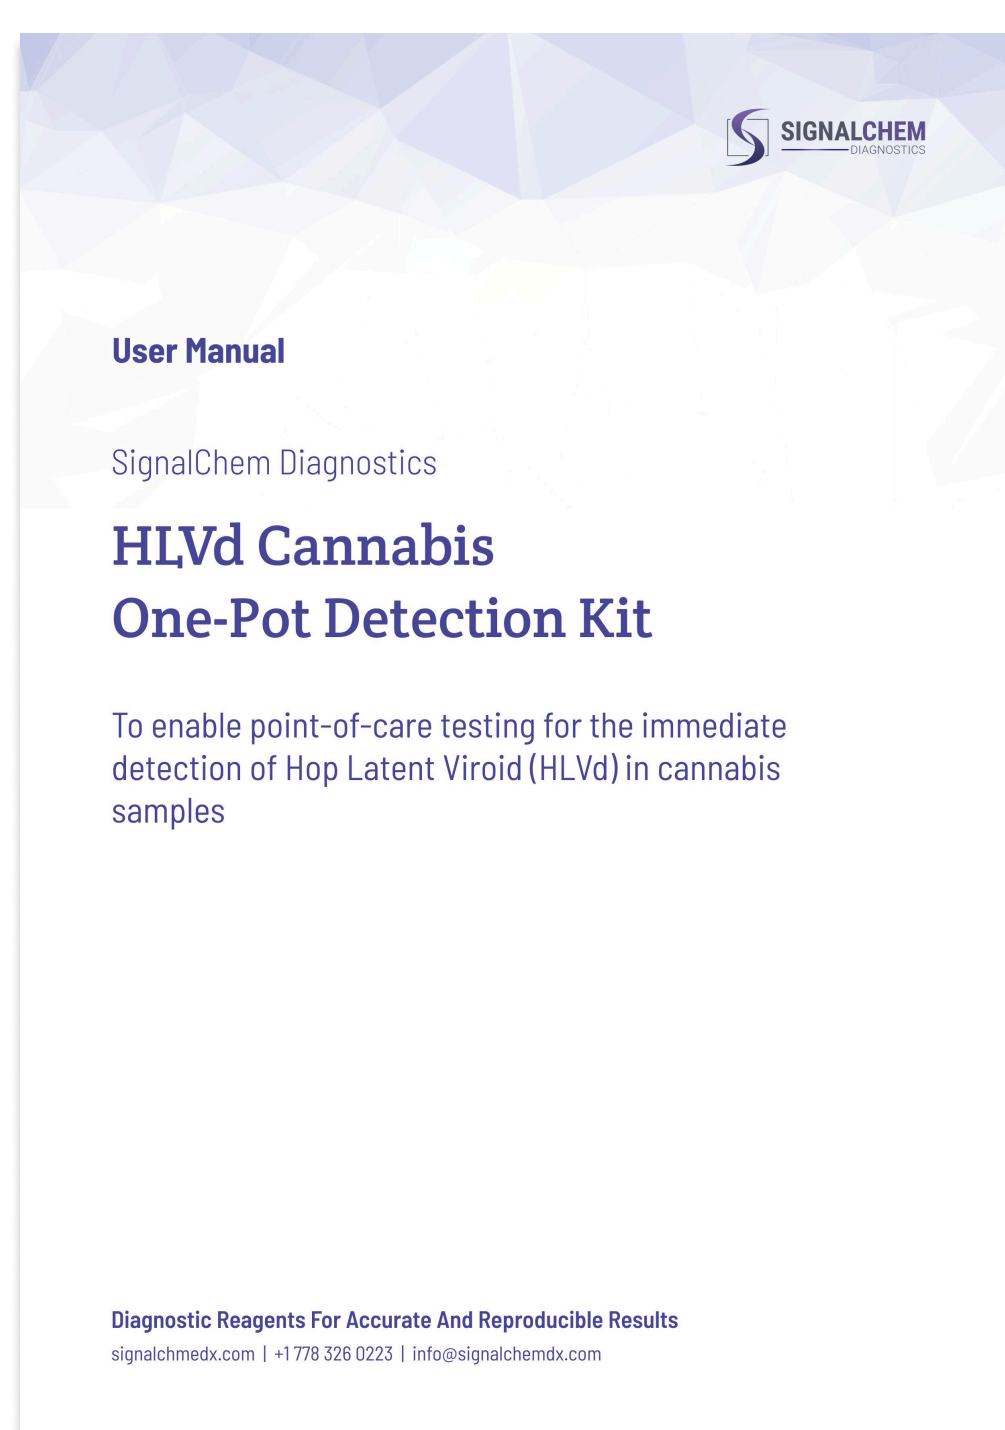 SIGNALCHEM
DIAGNOSTICS
User Manual
SignalChem Diagnostics
HLVd Cannabis
One-Pot Detection Kit
To enable point-of-care testing for the immediate
detection of Hop Latent Viroid (HLVd) in cannabis
samples
Diagnostic Reagents For Accurate And Reproducible Results
signalchmedx.com | +1 778 326 0223 | info@signalchemdx.com